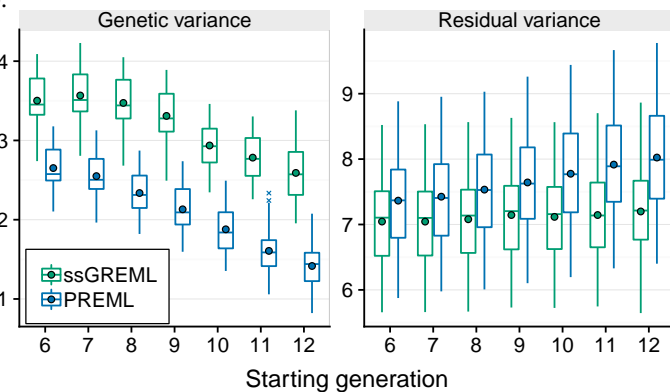 Genetic variance Residual variance
4
3
2
1
9
8
7
6
ssGREML
PREML
6 7 8 9 10 11 12 6 7 8 9 10 11 12
Starting generation